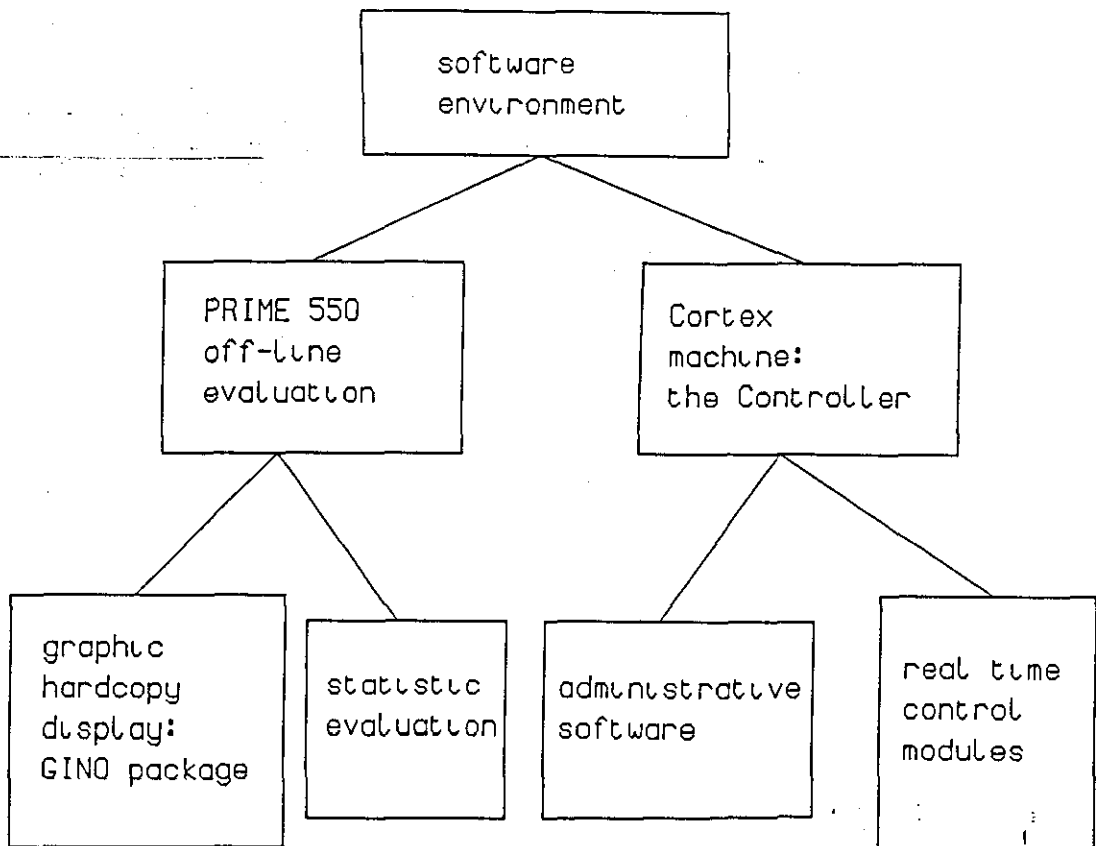 software
environment
PRIME 550
off-line
evaluation
Cortex
machine:
the Controller
graphic
hardcopy
display:
GINO package
statistic
evaluation
administrative
software
real time
control
modules